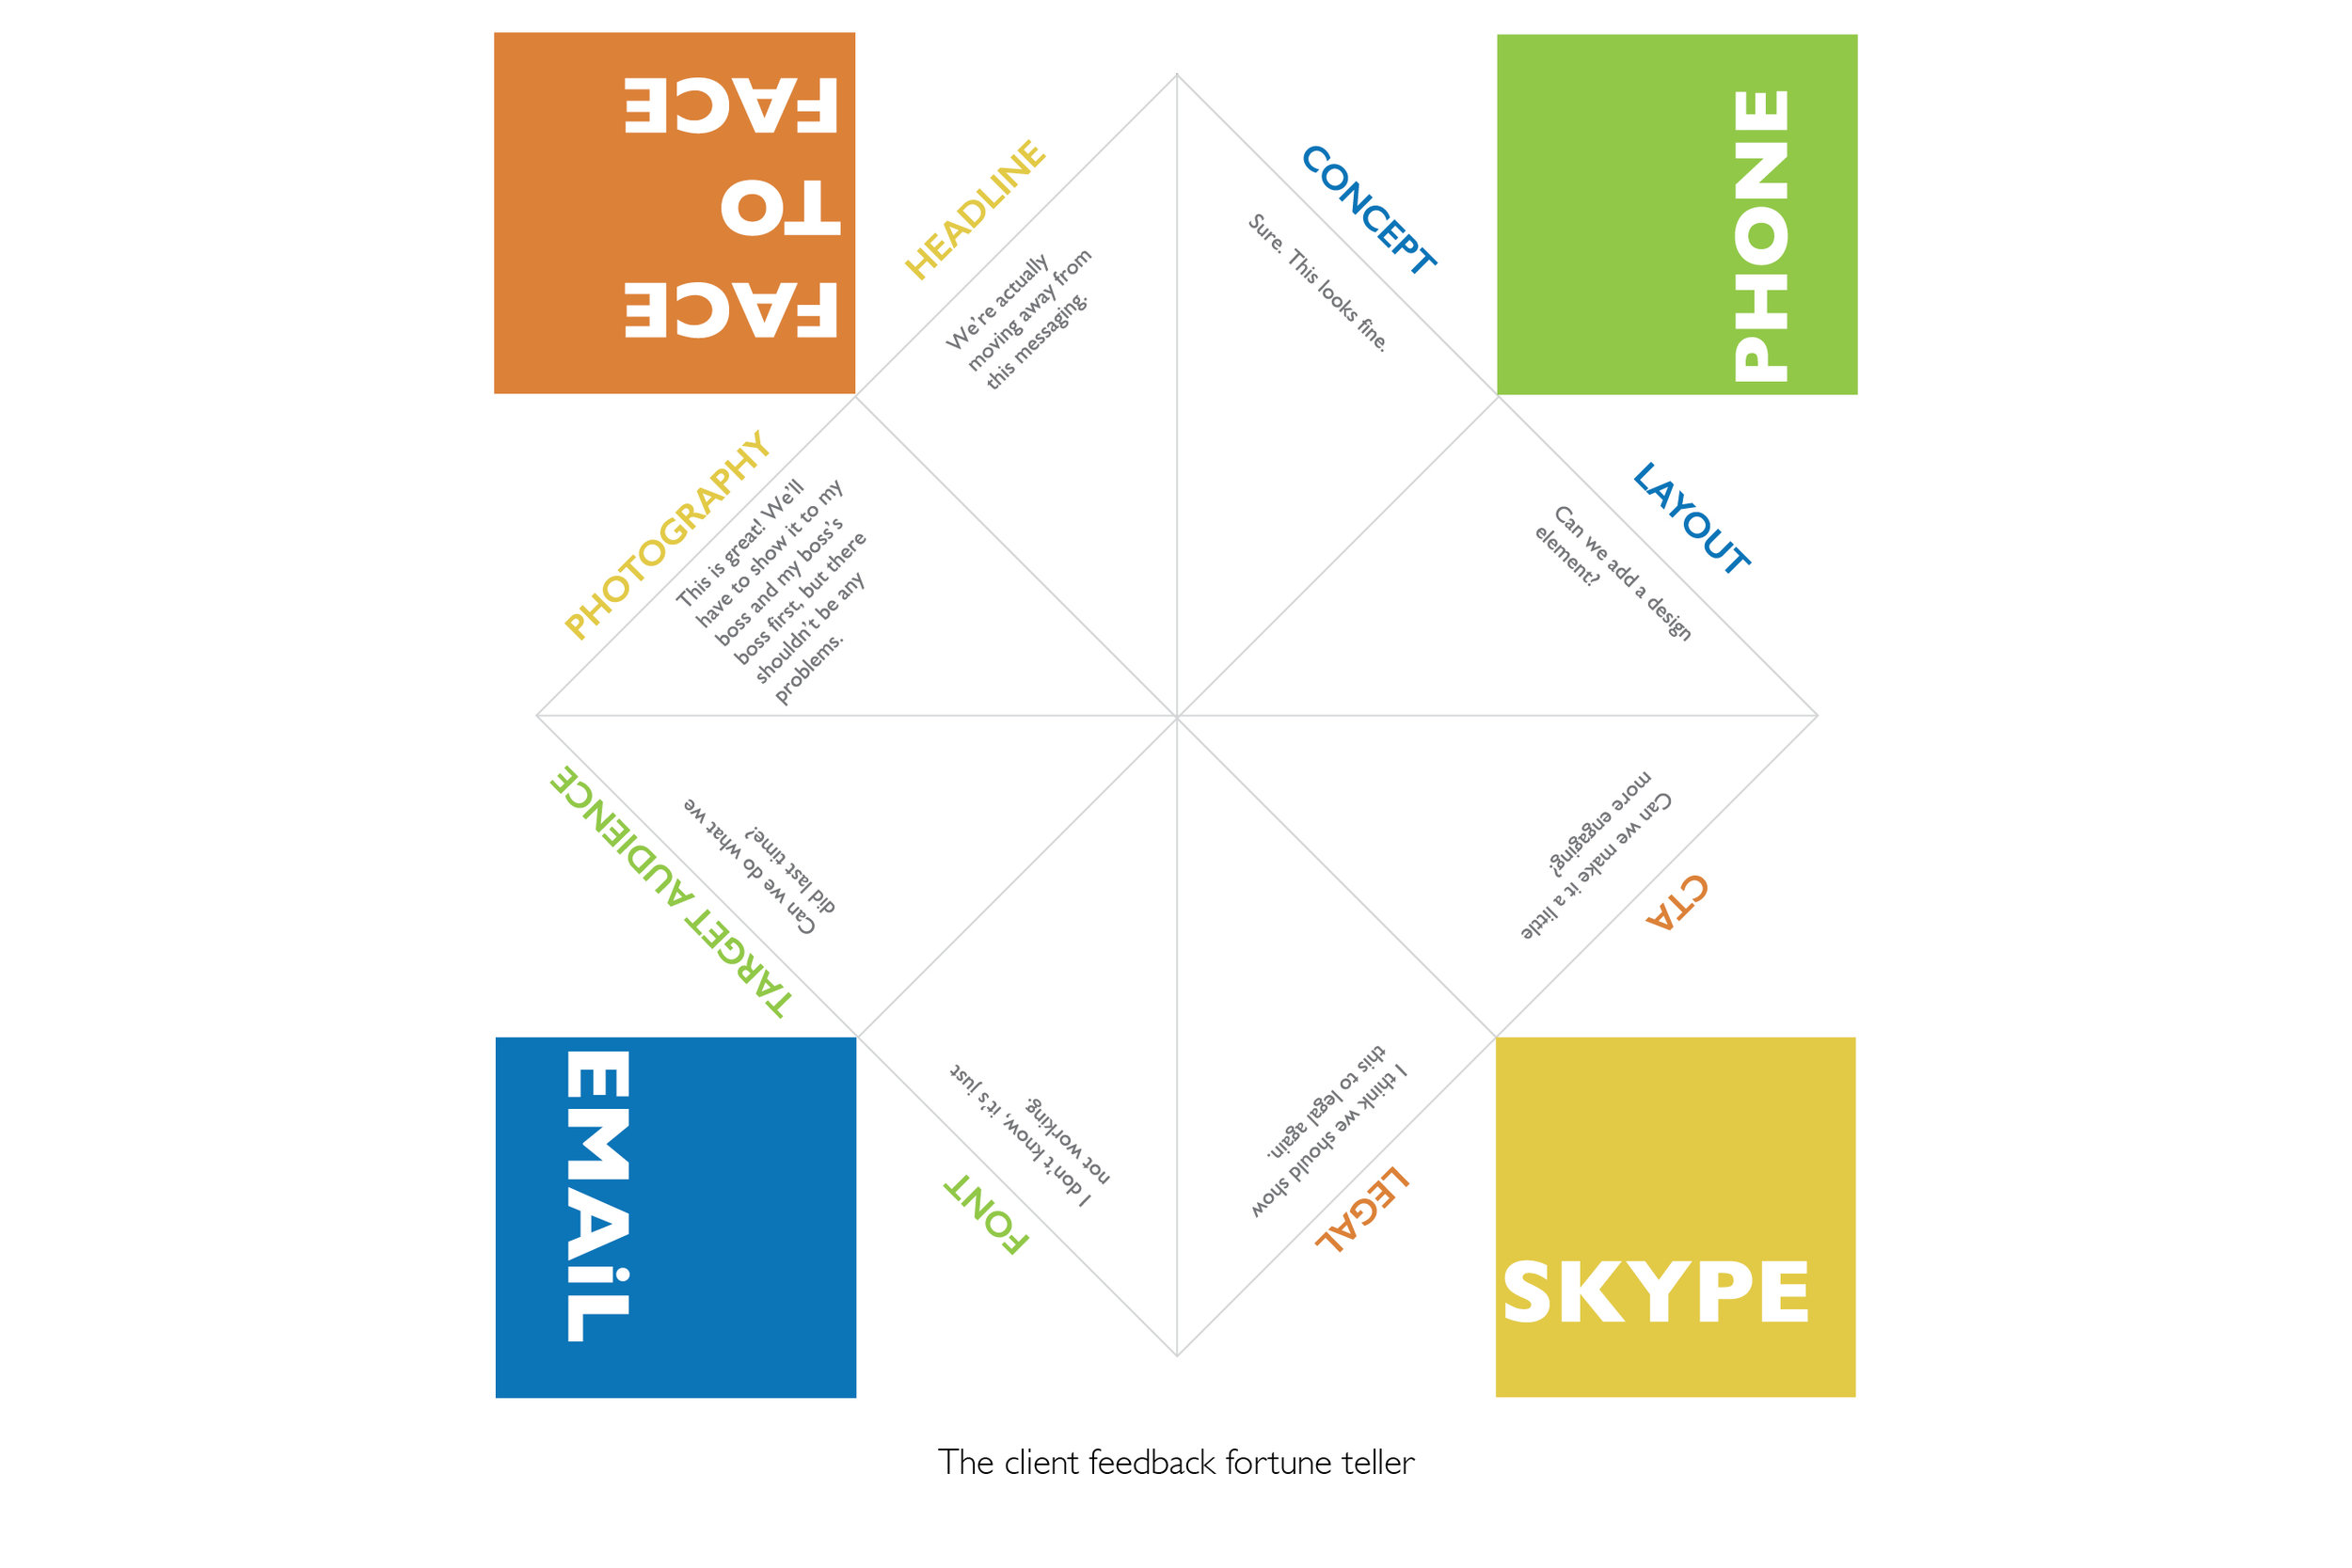 FACE
TO
FACE
PHONE
HEADLINE
We're actually
moving away from
this messaging.
CONCEPT
Sure. This looks fine.
PHOTOGRAPHY
This is great! We'll
have to show it to my
boss and my boss's
boss first, but there
shouldn't be any
problems.
LAYOUT
Can we add a design
element?
TARGET AUDIENCE
Can we do what we
did last time?
CTA
Can we make it a little
more engaging?
FONT
I don't know, it's just
not working.
LEGAL
I think we should show
this to legal again.
EMAiL
SKYPE
The client feedback fortune teller